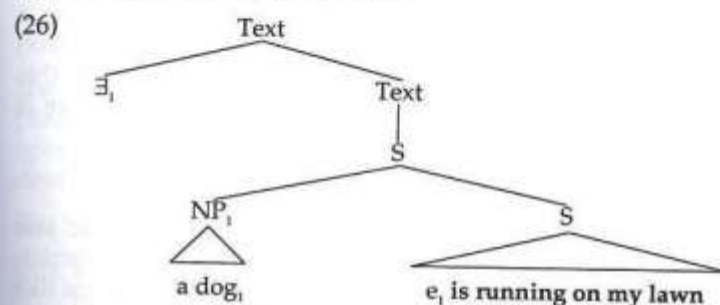 (26) Text
∃₁ Text
S
NP₁ S
a dog₁ e₁ is running on my lawn